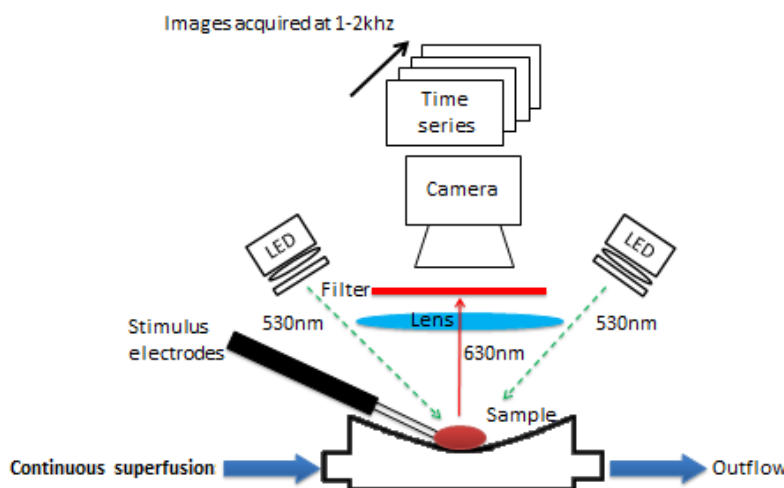 Images acquired at 1-2khz
Time
series
Camera
LED
LED
Filter
530nm
Lens
530nm
Stimulus
electrodes
630nm
Sample
Continuous superfusion
Outflow